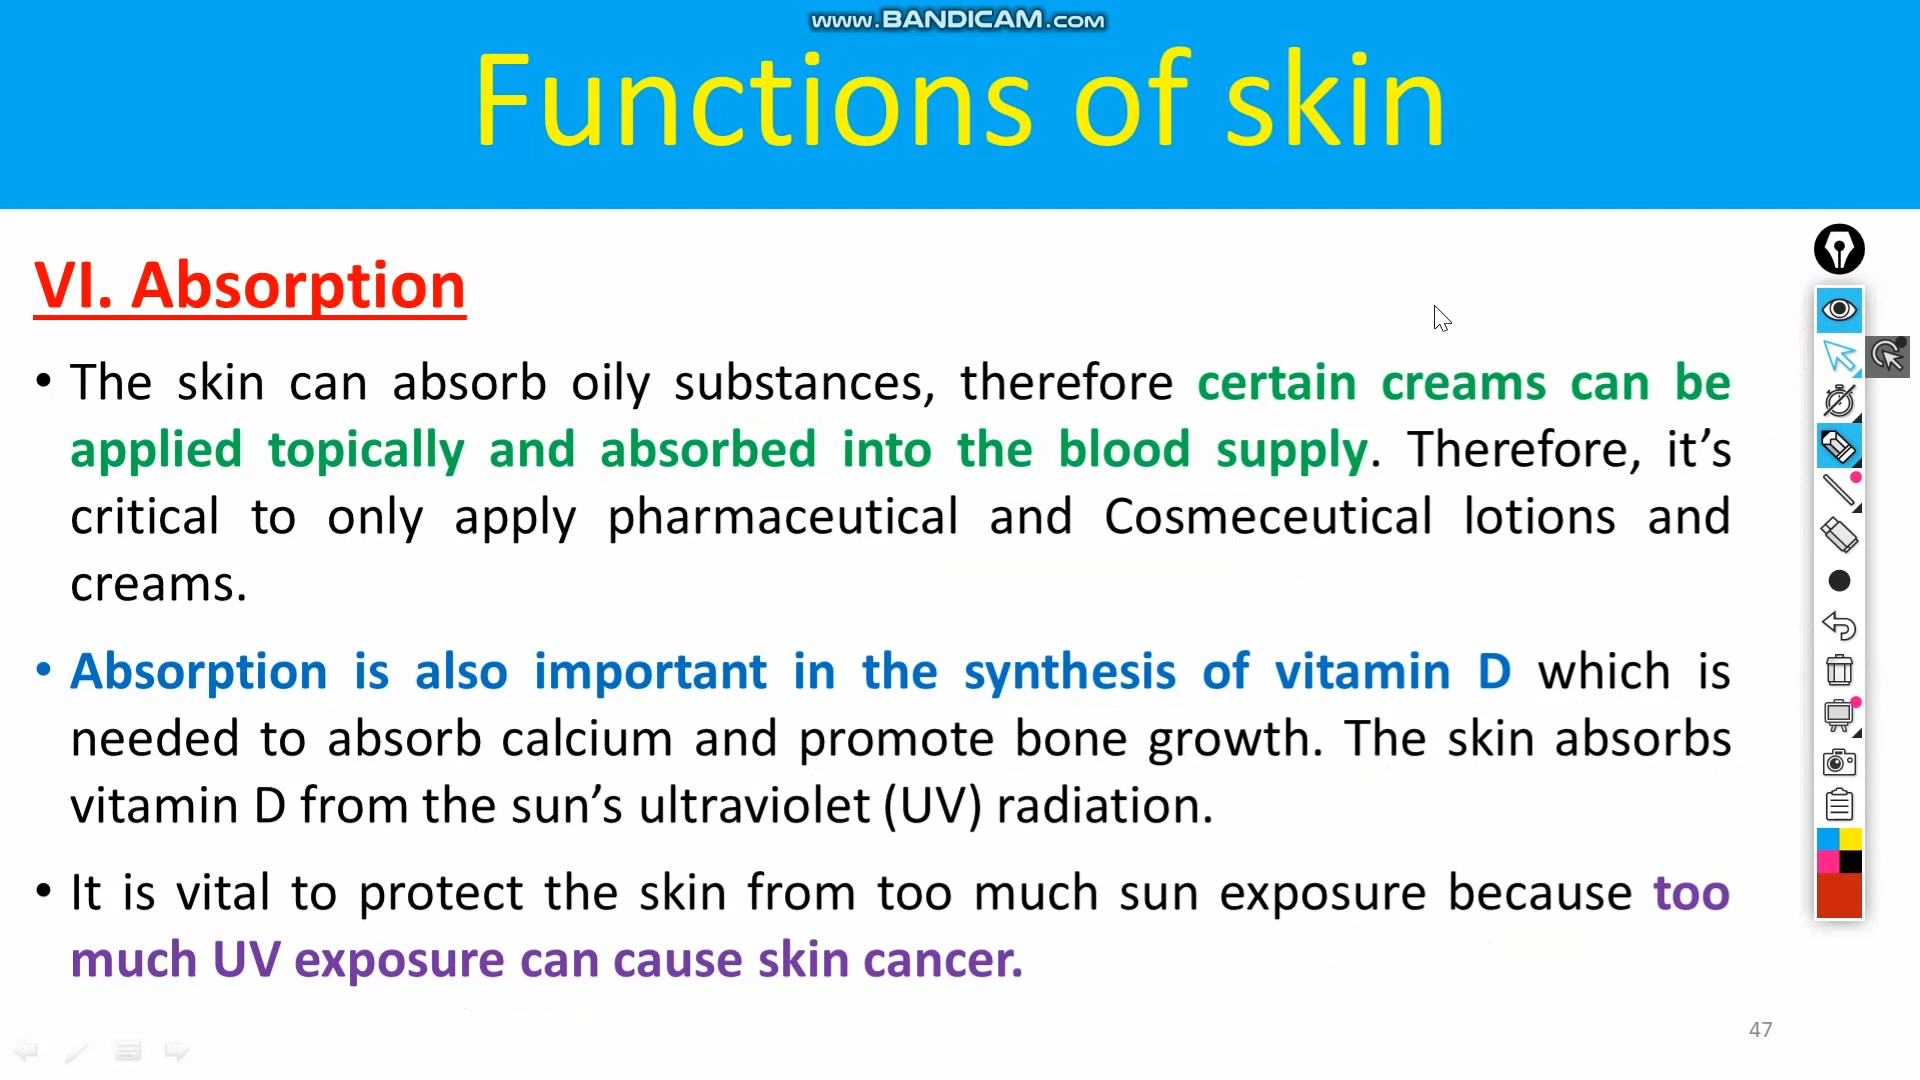 www.BANDICAM.com
Functions of skin
VI. Absorption
• The skin can absorb oily substances, therefore certain creams can be
applied topically and absorbed into the blood supply. Therefore, it’s
critical to only apply pharmaceutical and Cosmeceutical lotions and
creams.
• Absorption is also important in the synthesis of vitamin D which is
needed to absorb calcium and promote bone growth. The skin absorbs
vitamin D from the sun’s ultraviolet (UV) radiation.
• It is vital to protect the skin from too much sun exposure because too
much UV exposure can cause skin cancer.
47